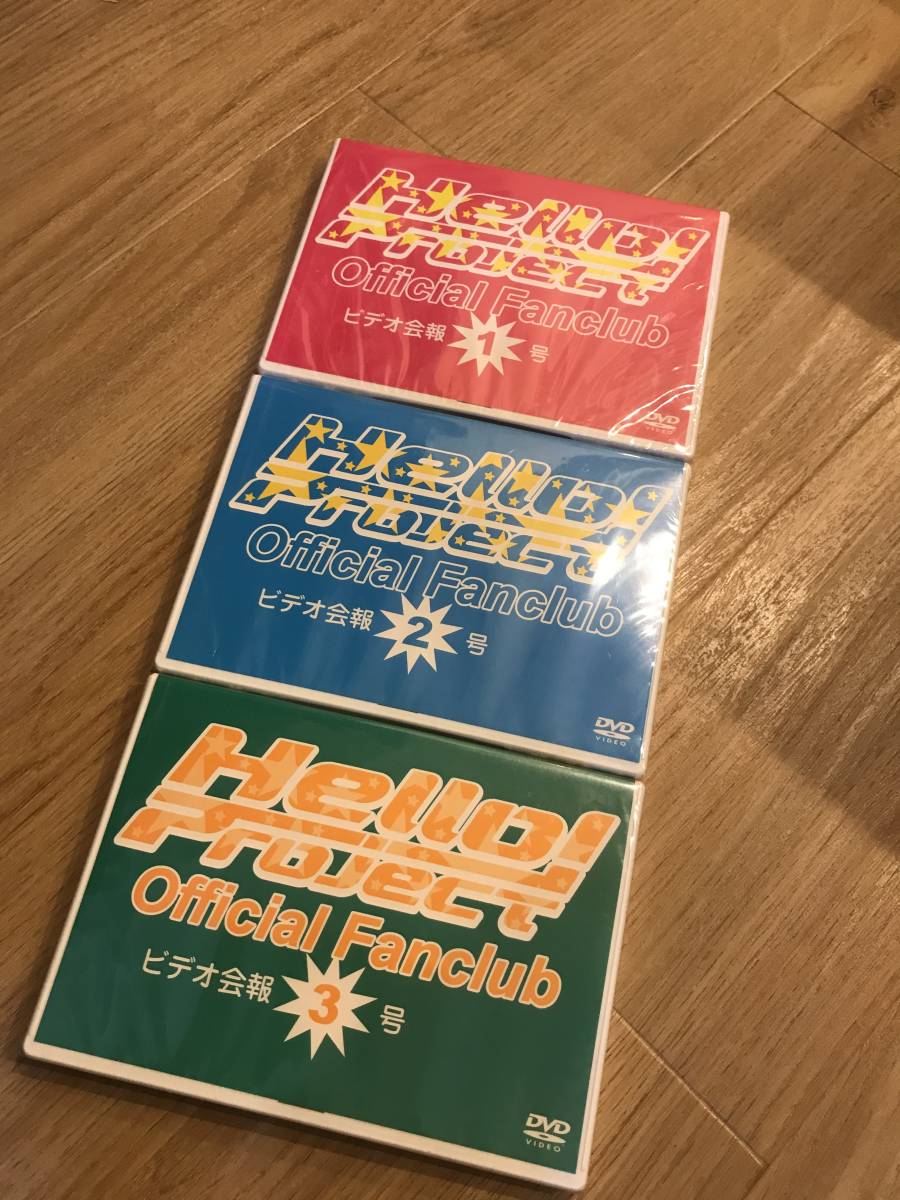 Hello!
Project
Official Fanclub
ビデオ会報 1 号
DVD
VIDEO
Hello!
Project
Official Fanclub
ビデオ会報 2 号
DVD
VIDEO
Hello!
Project
Official Fanclub
ビデオ会報 3 号
DVD
VIDEO